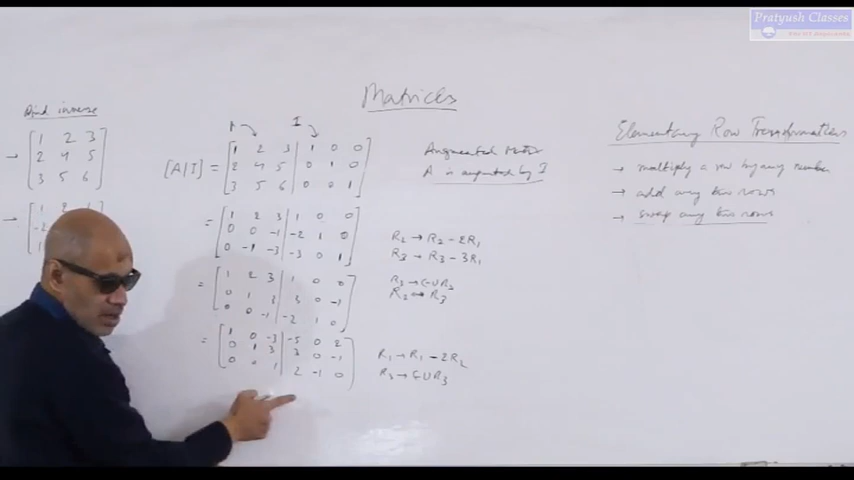 Pratyush Classes
Matrices
Find inverse
→ [1 2 3
2 4 5
3 5 6]
→ [1 2 1
-2
1
A I
[A|I] = [1 2 3 | 1 0 0
2 4 5 | 0 1 0
3 5 6 | 0 0 1]
Augmented Matrix
A is augmented by I
= [1 2 3 | 1 0 0
0 0 -1 | -2 1 0
0 -1 -3 | -3 0 1]
R2 → R2 - 2R1
R3 → R3 - 3R1
= [1 2 3 | 1 0 0
0 1 3 | 3 0 -1
0 0 -1 | -2 1 0]
R3 → (-1)R3
R2 ↔ R3
= [1 0 -3 | -5 0 2
0 1 3 | 3 0 -1
0 0 1 | 2 -1 0]
R1 → R1 - 2R2
R3 → (-1)R3
Elementary Row Transformations
→ multiply a row by any number
→ add any two rows
→ swap any two rows